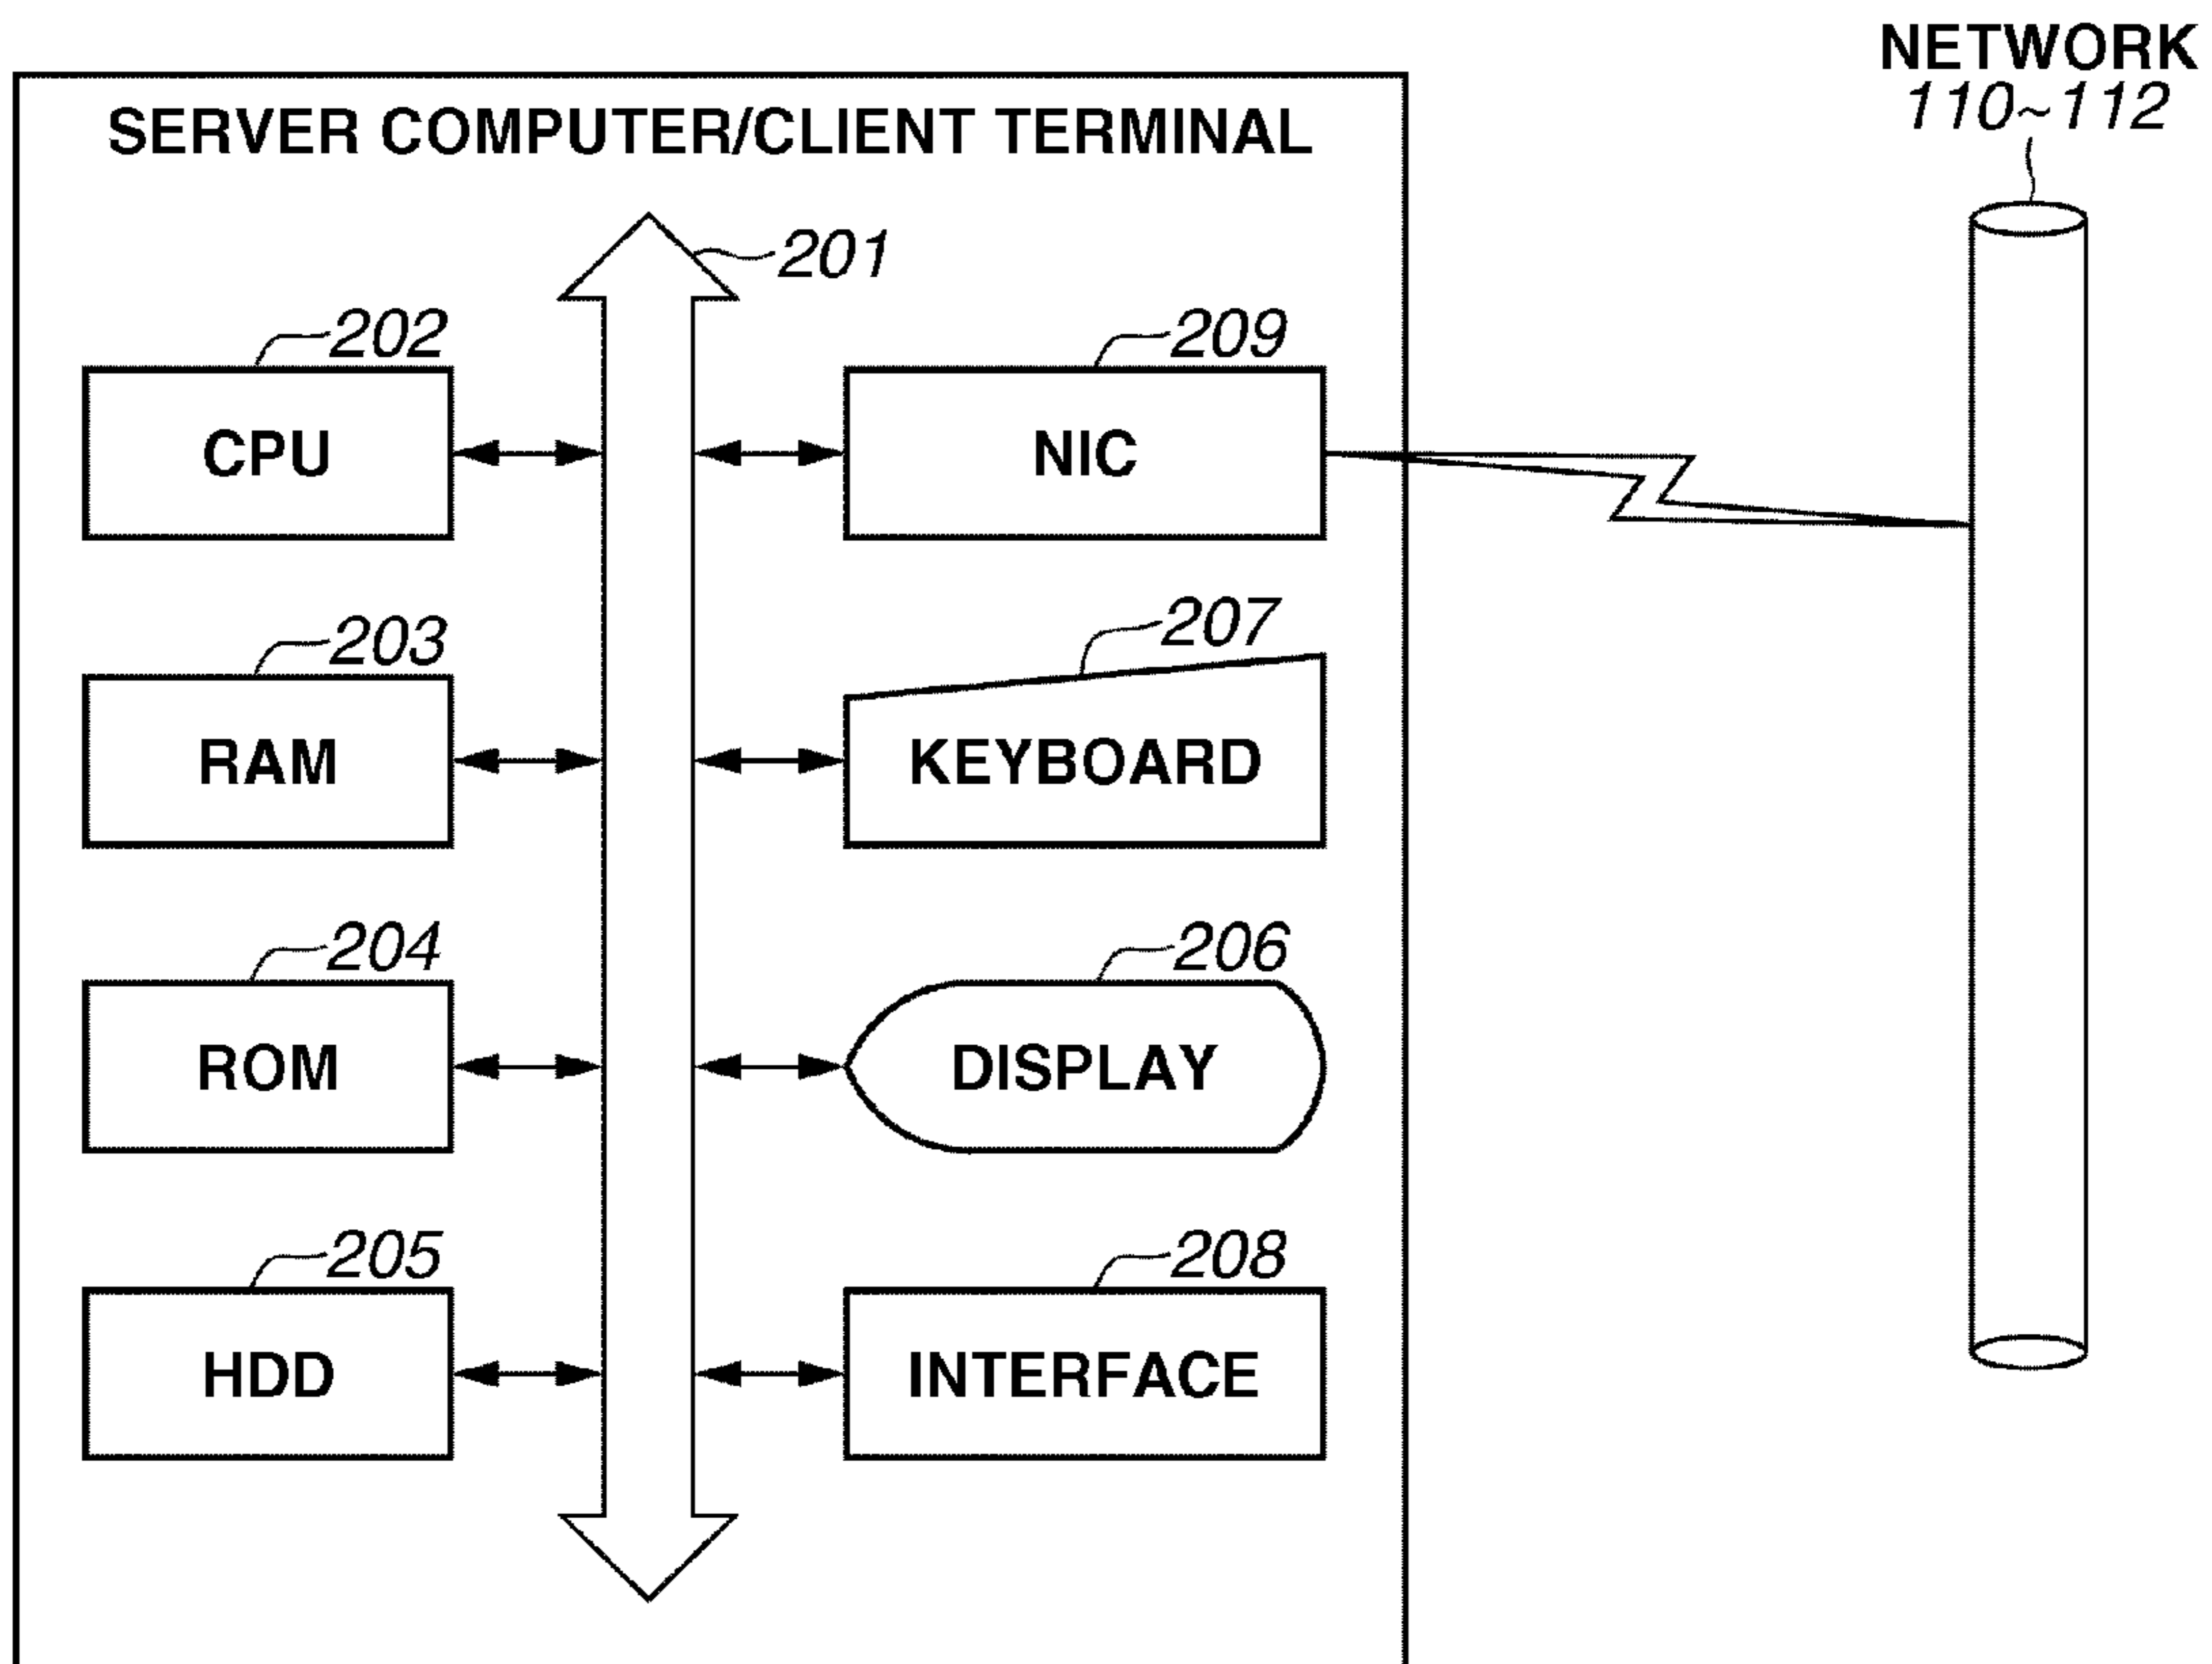 NETWORK
110~112
SERVER COMPUTER/CLIENT TERMINAL
201
202
CPU
209
NIC
203
RAM
207
KEYBOARD
204
ROM
206
DISPLAY
205
HDD
208
INTERFACE